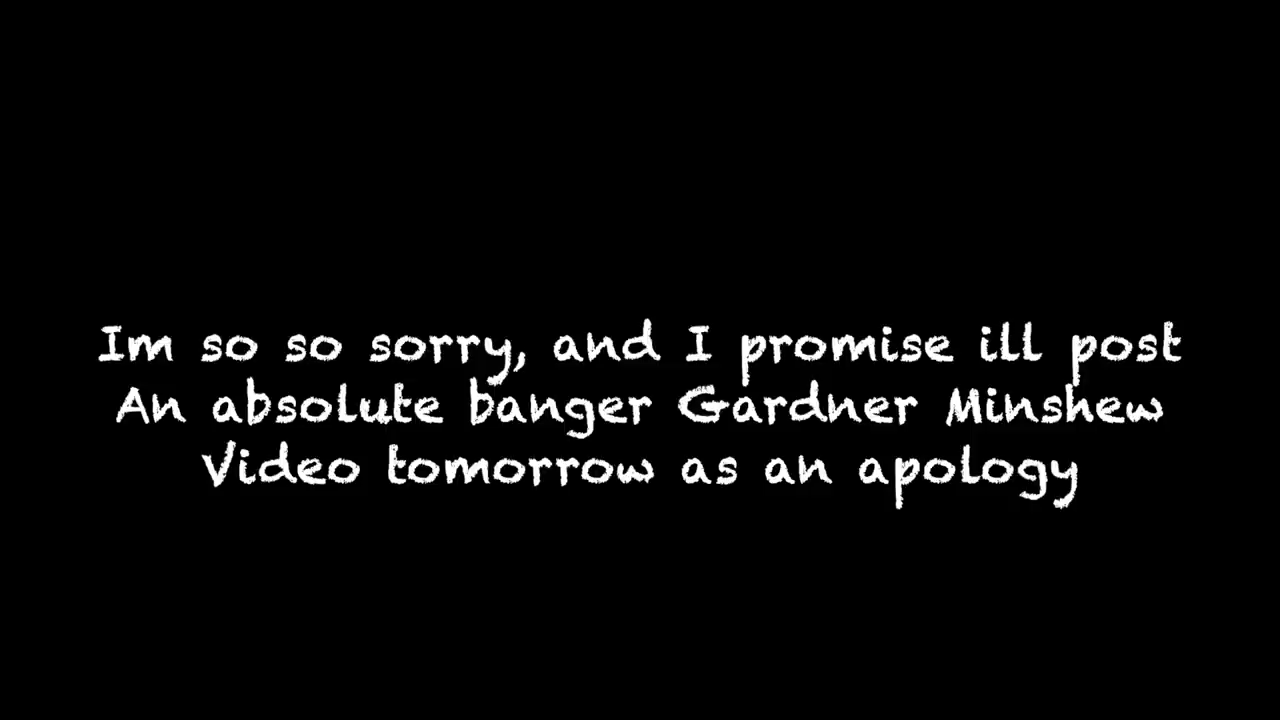 Im so so sorry, and I promise ill post
An absolute banger Gardner Minshew
Video tomorrow as an apology